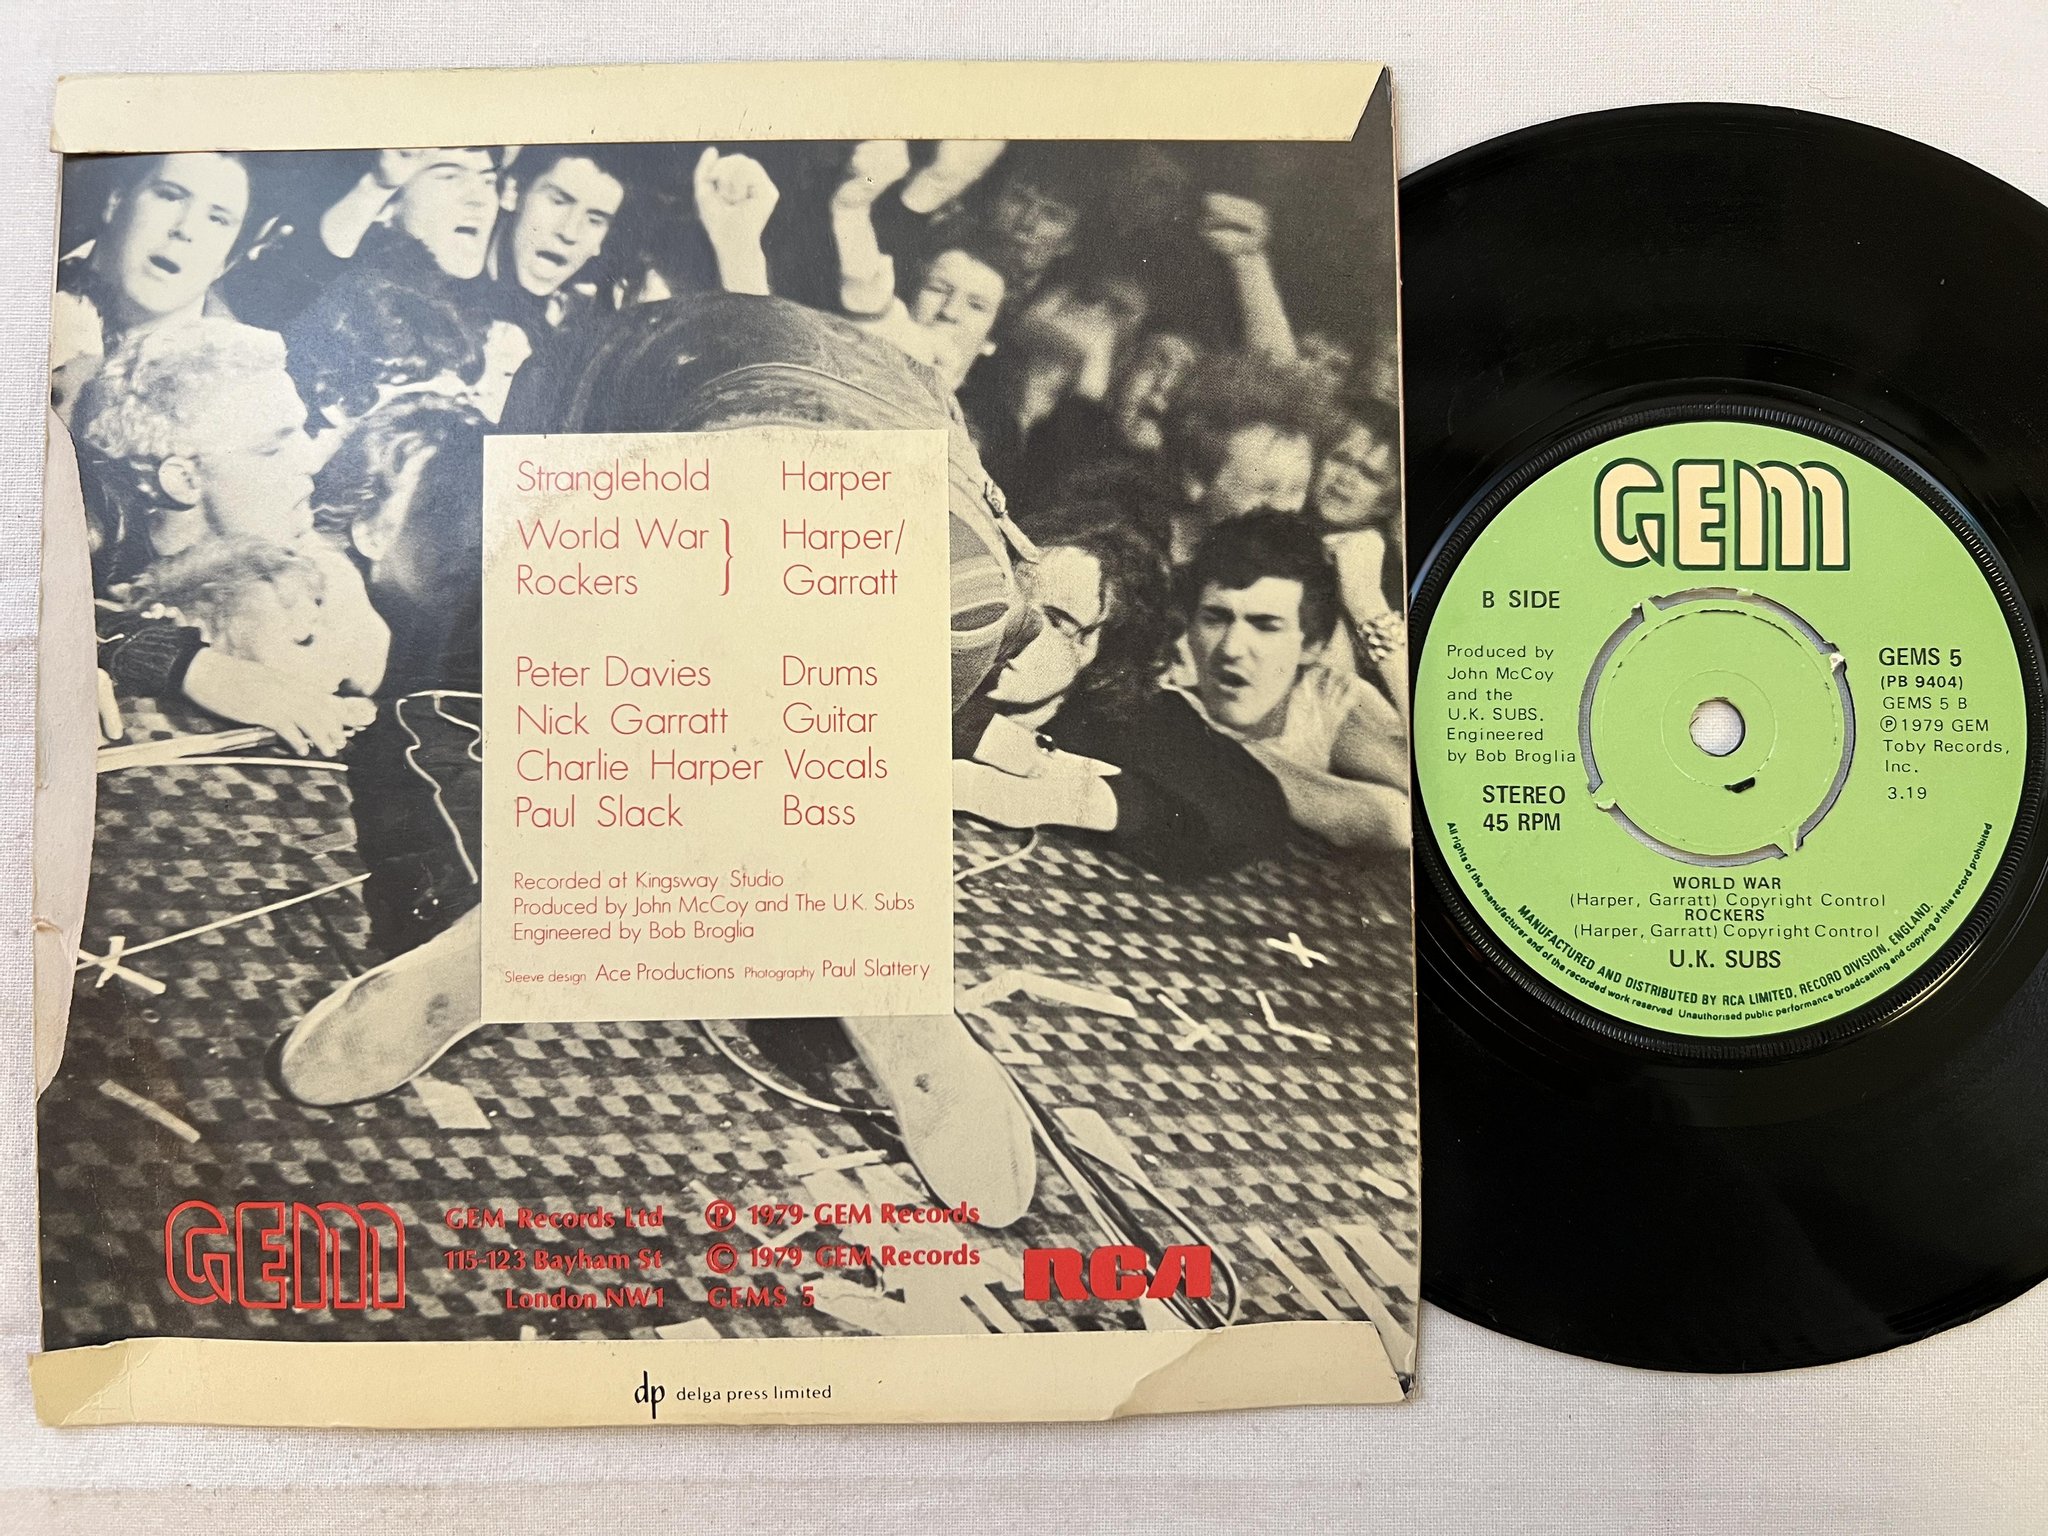 Stranglehold Harper
World War } Harper/
Rockers Garratt
Peter Davies Drums
Nick Garratt Guitar
Charlie Harper Vocals
Paul Slack Bass
Recorded at Kingsway Studio
Produced by John McCoy and The U.K. Subs
Engineered by Bob Broglia
Sleeve design Ace Productions Photography Paul Slattery
GEM
GEM Records Ltd
115-123 Bayham St
London NW1
℗ 1979 GEM Records
© 1979 GEM Records
GEMS 5
RCA
dp delga press limited
GEM
B SIDE
Produced by
John McCoy
and the
U.K. SUBS.
Engineered
by Bob Broglia
STEREO
45 RPM
GEMS 5
(PB 9404)
GEMS 5 B
℗ 1979 GEM
Toby Records,
Inc.
3.19
WORLD WAR
(Harper, Garratt) Copyright Control
ROCKERS
(Harper, Garratt) Copyright Control
U.K. SUBS
MANUFACTURED AND DISTRIBUTED BY RCA LIMITED, RECORD DIVISION, ENGLAND.
All rights of the manufacturer and of the recorded work reserved Unauthorised public performance broadcasting and copying of this record prohibited